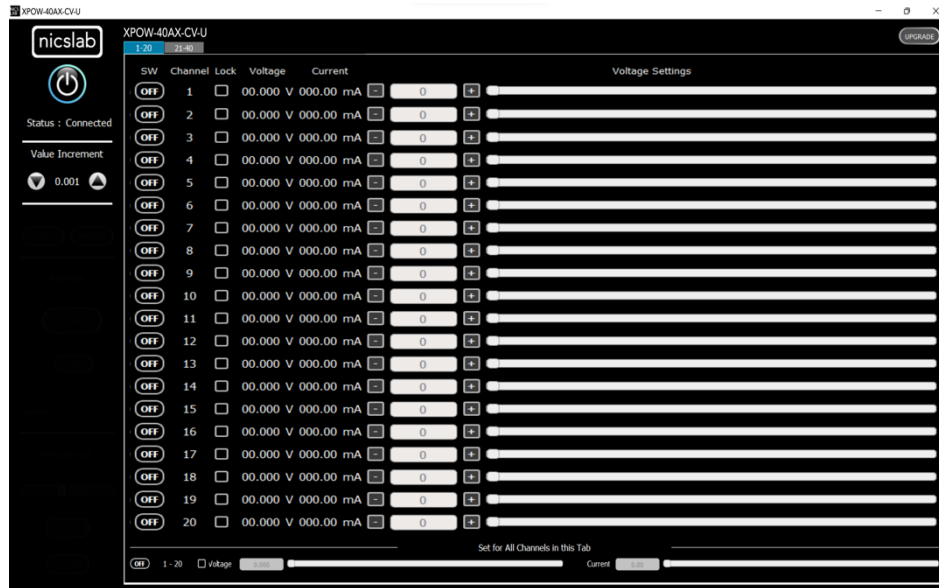 XPOW-40AX-CV-U
nicslab
XPOW-40AX-CV-U
UPGRADE
1-20 21-40
SW Channel Lock Voltage Current Voltage Settings
Status : Connected
Value Increment
0.001
OFF 1 00.000 V 000.00 mA - 0 +
OFF 2 00.000 V 000.00 mA - 0 +
OFF 3 00.000 V 000.00 mA - 0 +
OFF 4 00.000 V 000.00 mA - 0 +
OFF 5 00.000 V 000.00 mA - 0 +
OFF 6 00.000 V 000.00 mA - 0 +
OFF 7 00.000 V 000.00 mA - 0 +
OFF 8 00.000 V 000.00 mA - 0 +
OFF 9 00.000 V 000.00 mA - 0 +
OFF 10 00.000 V 000.00 mA - 0 +
OFF 11 00.000 V 000.00 mA - 0 +
OFF 12 00.000 V 000.00 mA - 0 +
OFF 13 00.000 V 000.00 mA - 0 +
OFF 14 00.000 V 000.00 mA - 0 +
OFF 15 00.000 V 000.00 mA - 0 +
OFF 16 00.000 V 000.00 mA - 0 +
OFF 17 00.000 V 000.00 mA - 0 +
OFF 18 00.000 V 000.00 mA - 0 +
OFF 19 00.000 V 000.00 mA - 0 +
OFF 20 00.000 V 000.00 mA - 0 +
Set for All Channels in this Tab
OFF 1 - 20 Voltage 0.000 Current 0.00